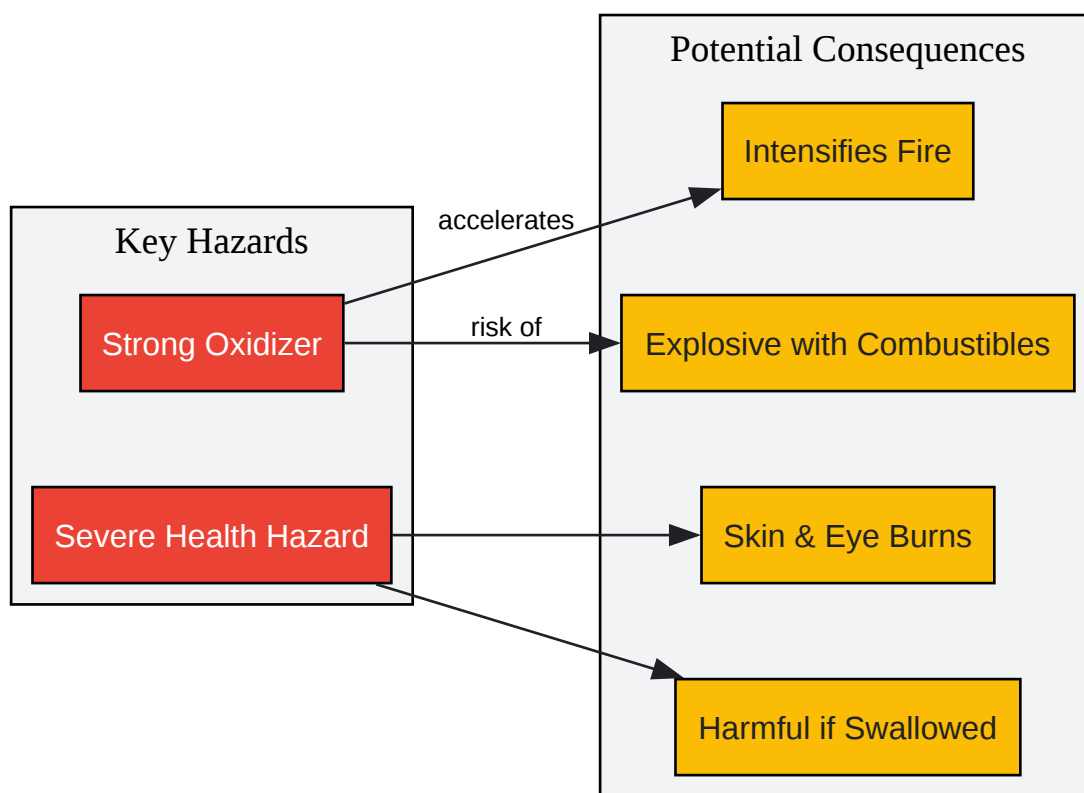 Potential Consequences
Intensifies Fire
accelerates
Key Hazards
risk of
Strong Oxidizer
Explosive with Combustibles
Severe Health Hazard
Skin & Eye Burns
Harmful if Swallowed